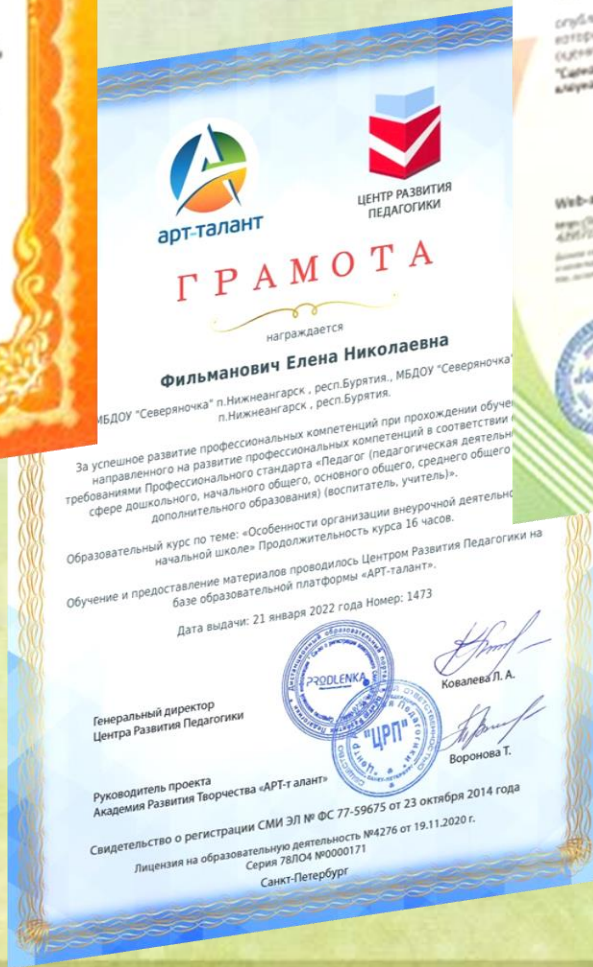 арт-талант
ЦЕНТР РАЗВИТИЯ
ПЕДАГОГИКИ
ГРАМОТА
награждается
Фильманович Елена Николаевна
МБДОУ "Северяночка" п.Нижнеангарск , респ.Бурятия., МБДОУ "Северяночка"
п.Нижнеангарск , респ.Бурятия.
За успешное развитие профессиональных компетенций при прохождении обуче
направленного на развитие профессиональных компетенций в соответствии
требованиями Профессионального стандарта «Педагог (педагогическая деятельн
сфере дошкольного, начального общего, основного общего, среднего общего
дополнительного образования) (воспитатель, учитель)».
Образовательный курс по теме: «Особенности организации внеурочной деятельно
начальной школе» Продолжительность курса 16 часов.
Обучение и предоставление материалов проводилось Центром Развития Педагогики на
базе образовательной платформы «АРТ-талант».
Дата выдачи: 21 января 2022 года Номер: 1473
PRODLENKA
Генеральный директор
Центра Развития Педагогики
Ковалева Л. А.
"ЦРП"
Руководитель проекта
Академия Развития Творчества «АРТ-т алант»
Воронова Т.
Свидетельство о регистрации СМИ ЭЛ № ФС 77-59675 от 23 октября 2014 года
Лицензия на образовательную деятельность №4276 от 19.11.2020 г.
Серия 78ЛО4 №0000171
Санкт-Петербург